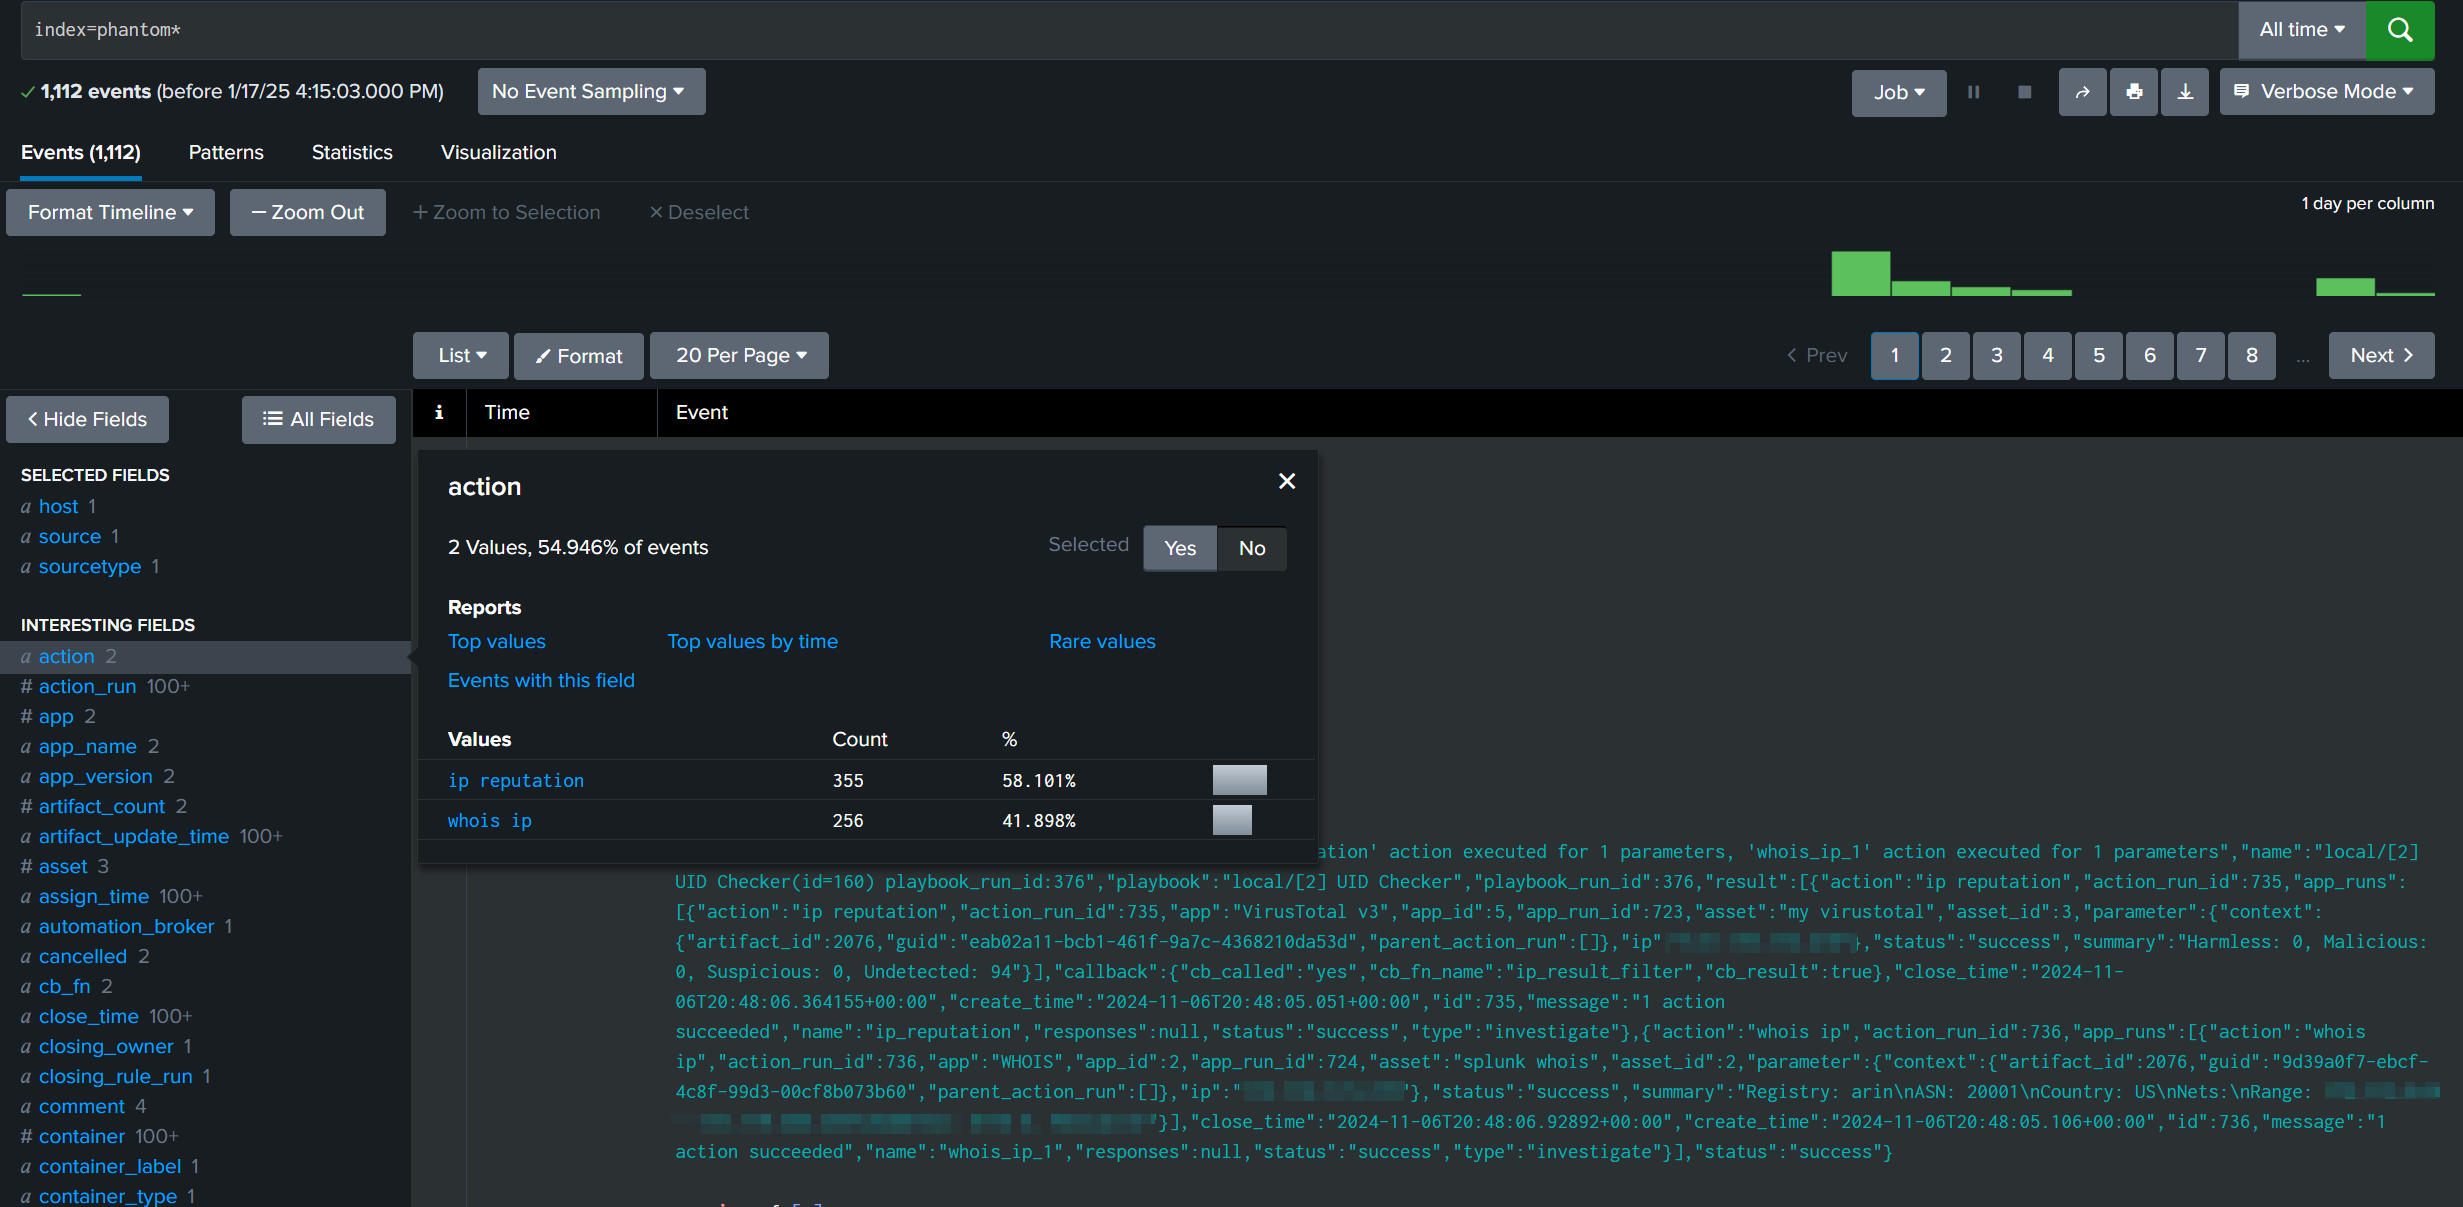 index=phantom*
All time
1,112 events (before 1/17/25 4:15:03.000 PM)
No Event Sampling
Job
Verbose Mode
Events (1,112)
Patterns
Statistics
Visualization
Format Timeline
— Zoom Out
+ Zoom to Selection
× Deselect
1 day per column
List
Format
20 Per Page
< Prev
1
2
3
4
5
6
7
8
...
Next >
< Hide Fields
All Fields
i
Time
Event
SELECTED FIELDS
a host 1
a source 1
a sourcetype 1
INTERESTING FIELDS
a action 2
# action_run 100+
# app 2
a app_name 2
a app_version 2
# artifact_count 2
a artifact_update_time 100+
# asset 3
a assign_time 100+
a automation_broker 1
a cancelled 2
a cb_fn 2
a close_time 100+
a closing_owner 1
a closing_rule_run 1
a comment 4
# container 100+
a container_label 1
a container_type 1
action
2 Values, 54.946% of events
Selected
Yes
No
Reports
Top values
Top values by time
Rare values
Events with this field
Values Count %
ip reputation 355 58.101%
whois ip 256 41.898%
ation' action executed for 1 parameters, 'whois_ip_1' action executed for 1 parameters","name":"local/[2]
UID Checker(id=160) playbook_run_id:376","playbook":"local/[2] UID Checker","playbook_run_id":376,"result":[{"action":"ip reputation","action_run_id":735,"app_runs":
[{"action":"ip reputation","action_run_id":735,"app":"VirusTotal v3","app_id":5,"app_run_id":723,"asset":"my virustotal","asset_id":3,"parameter":{"context":
{"artifact_id":2076,"guid":"eab02a11-bcb1-461f-9a7c-4368210da53d","parent_action_run":[]},"ip" },"status":"success","summary":"Harmless: 0, Malicious:
0, Suspicious: 0, Undetected: 94"}],"callback":{"cb_called":"yes","cb_fn_name":"ip_result_filter","cb_result":true},"close_time":"2024-11-
06T20:48:06.364155+00:00","create_time":"2024-11-06T20:48:05.051+00:00","id":735,"message":"1 action
succeeded","name":"ip_reputation","responses":null,"status":"success","type":"investigate"},{"action":"whois ip","action_run_id":736,"app_runs":[{"action":"whois
ip","action_run_id":736,"app":"WHOIS","app_id":2,"app_run_id":724,"asset":"splunk whois","asset_id":2,"parameter":{"context":{"artifact_id":2076,"guid":"9d39a0f7-ebcf-
4c8f-99d3-00cf8b073b60","parent_action_run":[]},"ip":" "},"status":"success","summary":"Registry: arin\nASN: 20001\nCountry: US\nNets:\nRange:
"}],"close_time":"2024-11-06T20:48:06.92892+00:00","create_time":"2024-11-06T20:48:05.106+00:00","id":736,"message":"1
action succeeded","name":"whois_ip_1","responses":null,"status":"success","type":"investigate"}],"status":"success"}